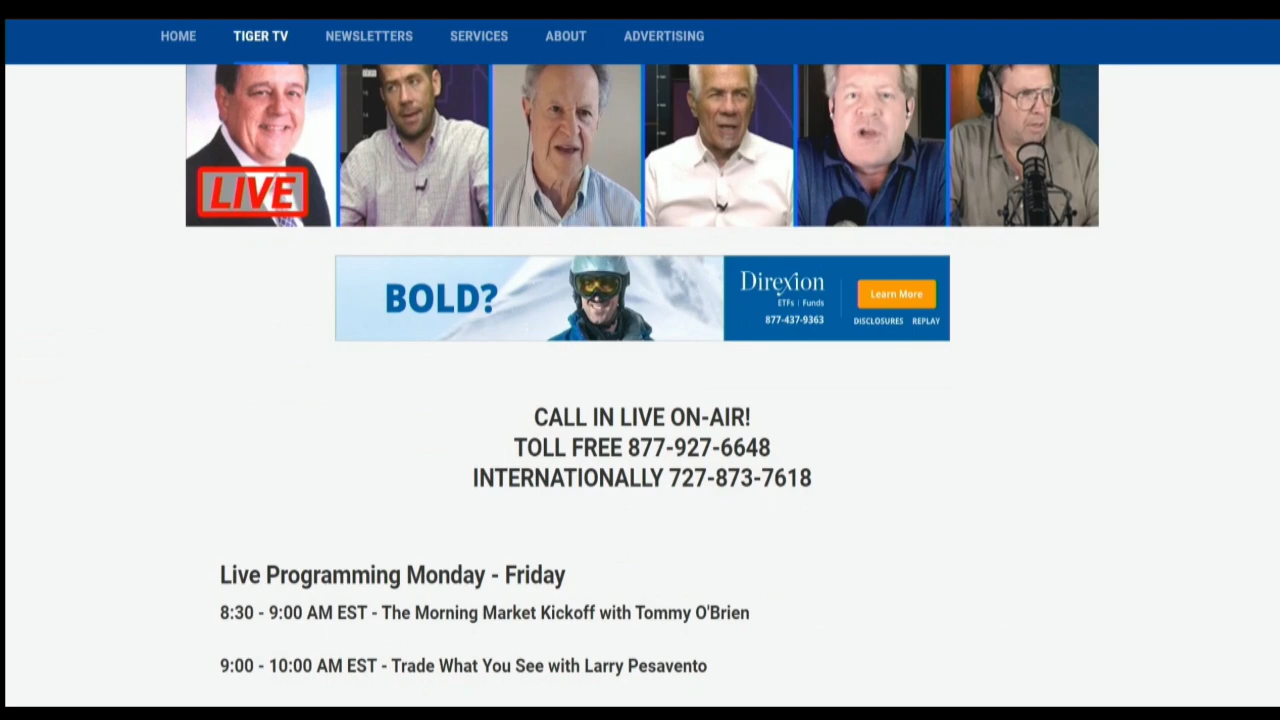 HOME TIGER TV NEWSLETTERS SERVICES ABOUT ADVERTISING
LIVE
BOLD?
Direxion
ETFs | Funds
877-437-9363
Learn More
DISCLOSURES REPLAY
CALL IN LIVE ON-AIR!
TOLL FREE 877-927-6648
INTERNATIONALLY 727-873-7618
Live Programming Monday - Friday
8:30 - 9:00 AM EST - The Morning Market Kickoff with Tommy O'Brien
9:00 - 10:00 AM EST - Trade What You See with Larry Pesavento